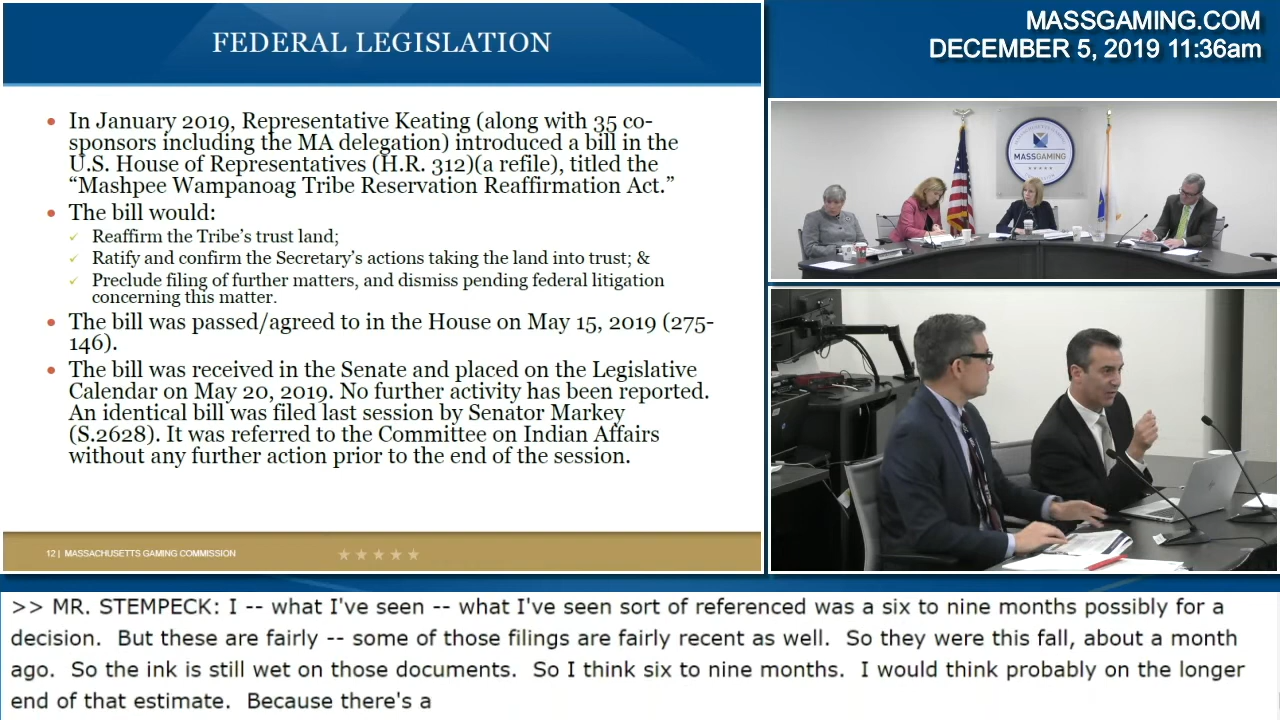 FEDERAL LEGISLATION
• In January 2019, Representative Keating (along with 35 co-
sponsors including the MA delegation) introduced a bill in the
U.S. House of Representatives (H.R. 312)(a refile), titled the
“Mashpee Wampanoag Tribe Reservation Reaffirmation Act.”
• The bill would:
✓ Reaffirm the Tribe’s trust land;
✓ Ratify and confirm the Secretary’s actions taking the land into trust; &
✓ Preclude filing of further matters, and dismiss pending federal litigation
concerning this matter.
• The bill was passed/agreed to in the House on May 15, 2019 (275-
146).
• The bill was received in the Senate and placed on the Legislative
Calendar on May 20, 2019. No further activity has been reported.
An identical bill was filed last session by Senator Markey
(S.2628). It was referred to the Committee on Indian Affairs
without any further action prior to the end of the session.
12 | MASSACHUSETTS GAMING COMMISSION
MASSGAMING.COM
DECEMBER 5, 2019 11:36am
MASSGAMING
>> MR. STEMPECK: I -- what I've seen -- what I've seen sort of referenced was a six to nine months possibly for a
decision.  But these are fairly -- some of those filings are fairly recent as well.  So they were this fall, about a month
ago.  So the ink is still wet on those documents.  So I think six to nine months.  I would think probably on the longer
end of that estimate.  Because there's a